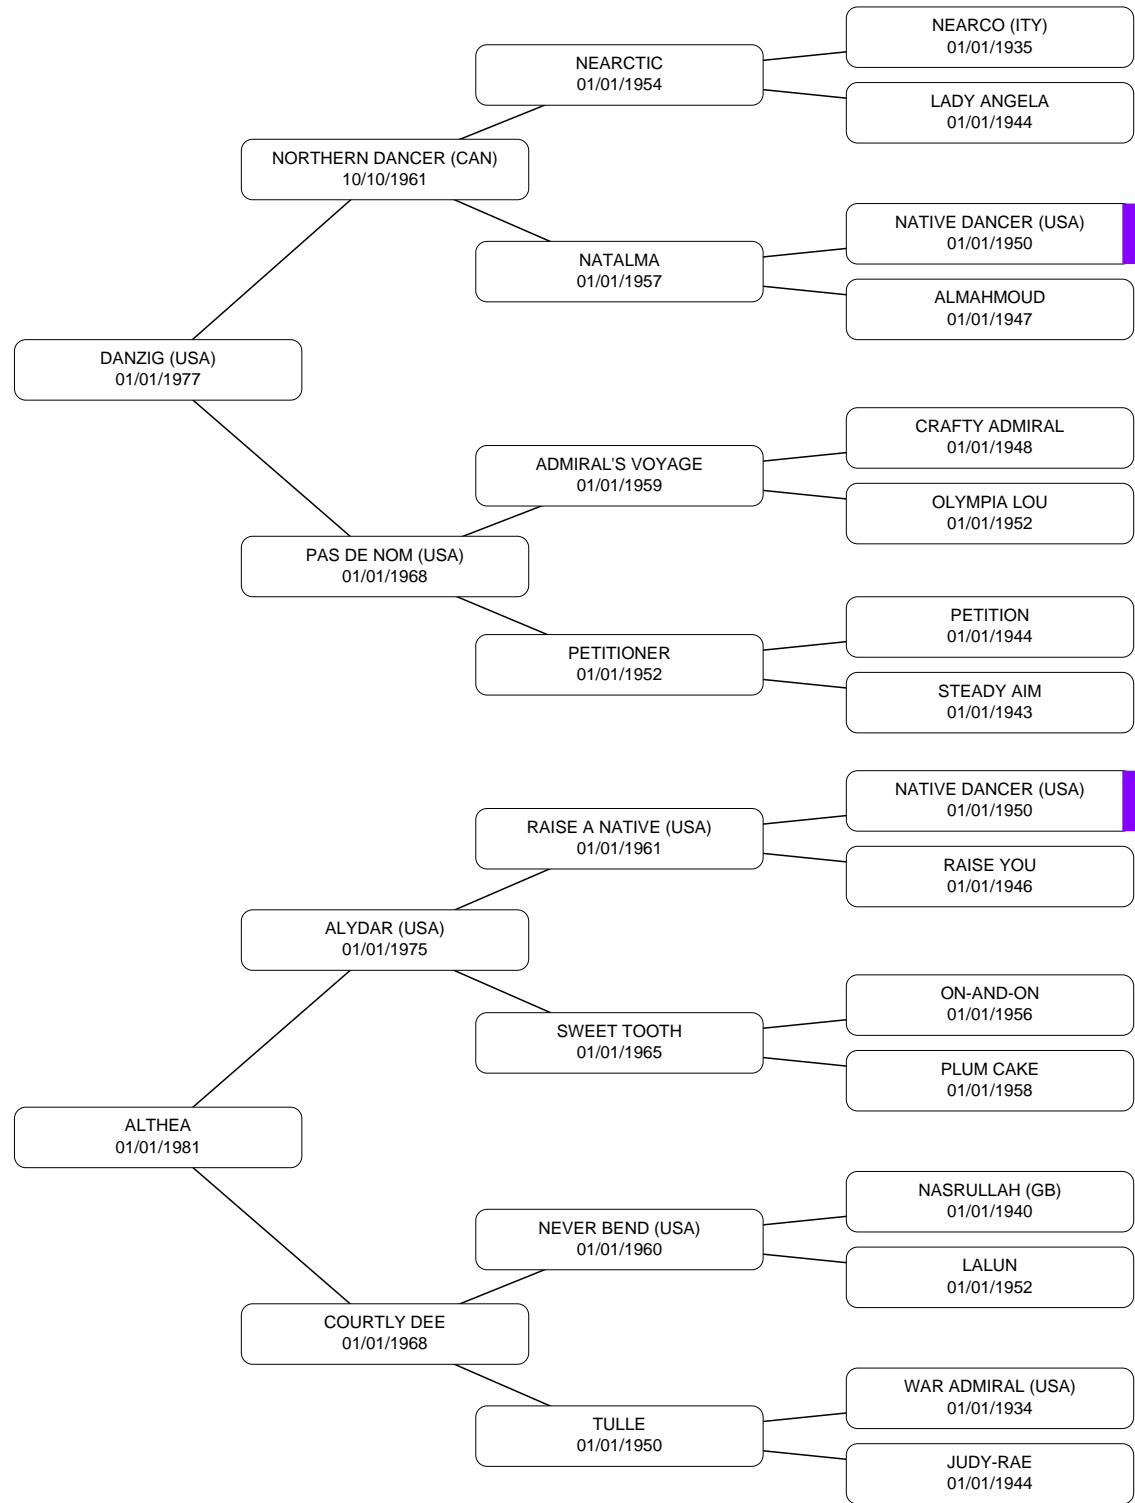 NEARCO (ITY)
01/01/1935
NEARCTIC
01/01/1954
LADY ANGELA
01/01/1944
NORTHERN DANCER (CAN)
10/10/1961
NATIVE DANCER (USA)
01/01/1950
NATALMA
01/01/1957
ALMAHMOUD
01/01/1947
DANZIG (USA)
01/01/1977
CRAFTY ADMIRAL
01/01/1948
ADMIRAL'S VOYAGE
01/01/1959
OLYMPIA LOU
01/01/1952
PAS DE NOM (USA)
01/01/1968
PETITION
01/01/1944
PETITIONER
01/01/1952
STEADY AIM
01/01/1943
NATIVE DANCER (USA)
01/01/1950
RAISE A NATIVE (USA)
01/01/1961
RAISE YOU
01/01/1946
ALYDAR (USA)
01/01/1975
ON-AND-ON
01/01/1956
SWEET TOOTH
01/01/1965
PLUM CAKE
01/01/1958
ALTHEA
01/01/1981
NASRULLAH (GB)
01/01/1940
NEVER BEND (USA)
01/01/1960
LALUN
01/01/1952
COURTLY DEE
01/01/1968
WAR ADMIRAL (USA)
01/01/1934
TULLE
01/01/1950
JUDY-RAE
01/01/1944